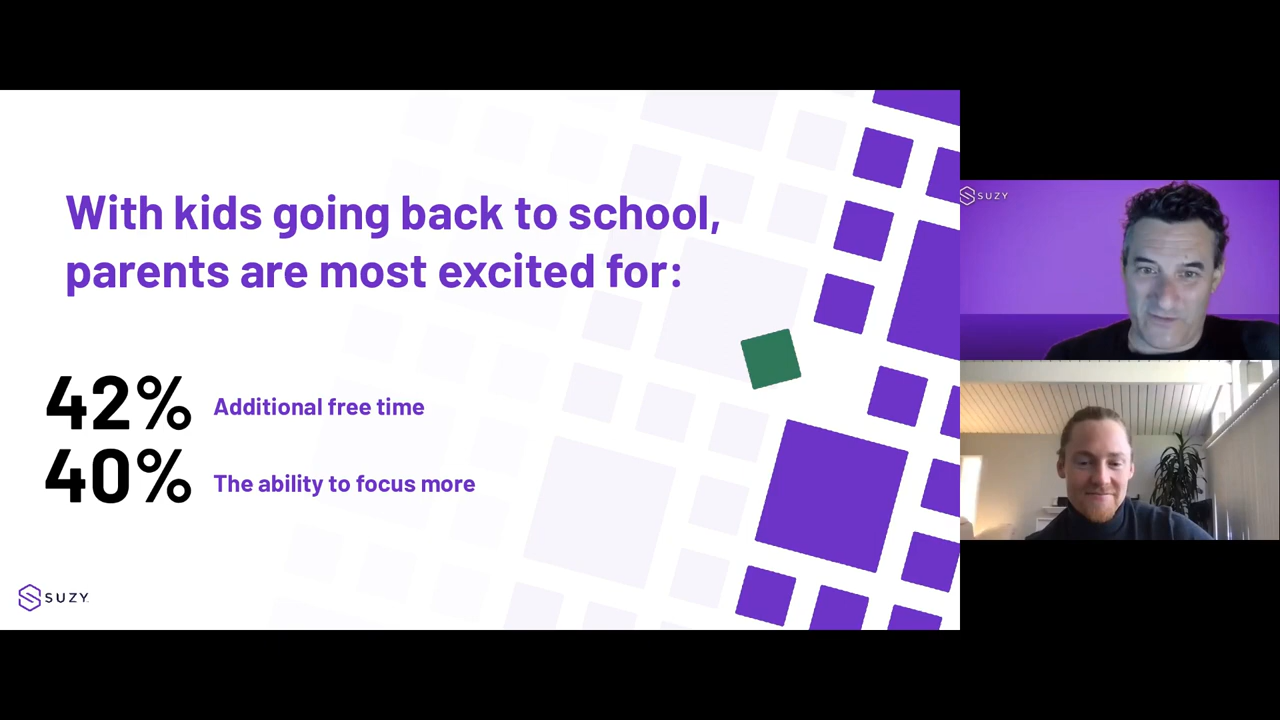 With kids going back to school,
parents are most excited for:
42% Additional free time
40% The ability to focus more
SUZY
SUZY